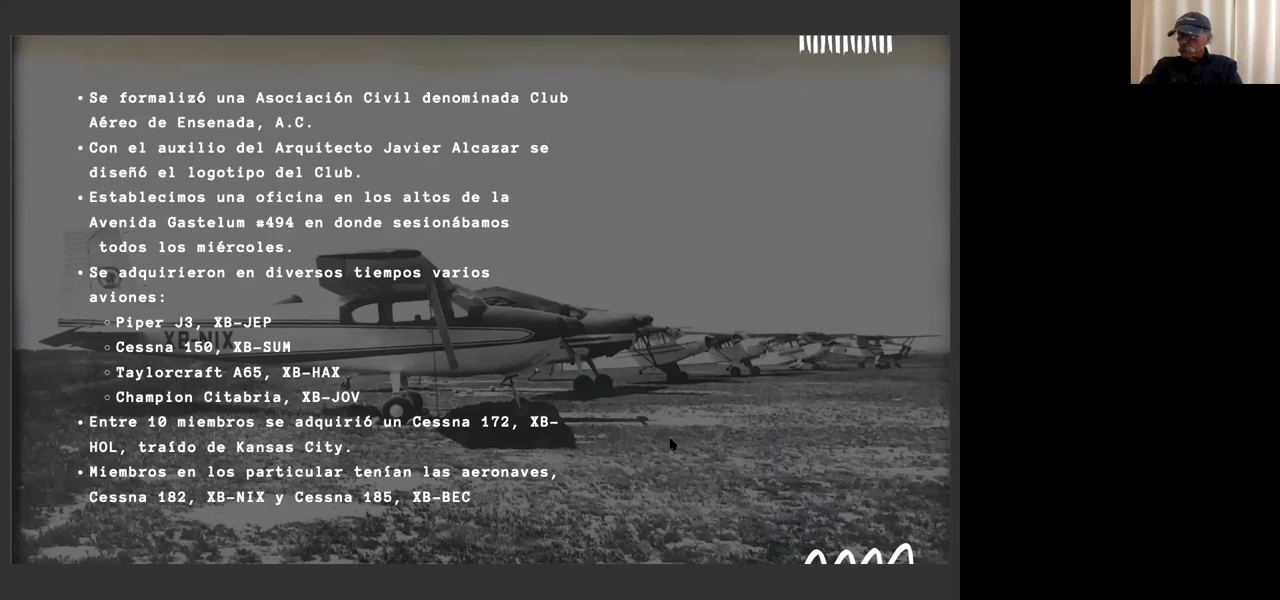 • Se formalizó una Asociación Civil denominada Club
Aéreo de Ensenada, A.C.
• Con el auxilio del Arquitecto Javier Alcazar se
diseñó el logotipo del Club.
• Establecimos una oficina en los altos de la
Avenida Gastelum #494 en donde sesionábamos
todos los miércoles.
• Se adquirieron en diversos tiempos varios
aviones:
◦ Piper J3, XB-JEP
◦ Cessna 150, XB-SUM
◦ Taylorcraft A65, XB-HAX
◦ Champion Citabria, XB-JOV
• Entre 10 miembros se adquirió un Cessna 172, XB-
HOL, traído de Kansas City.
• Miembros en los particular tenían las aeronaves,
Cessna 182, XB-NIX y Cessna 185, XB-BEC
XB-NIX